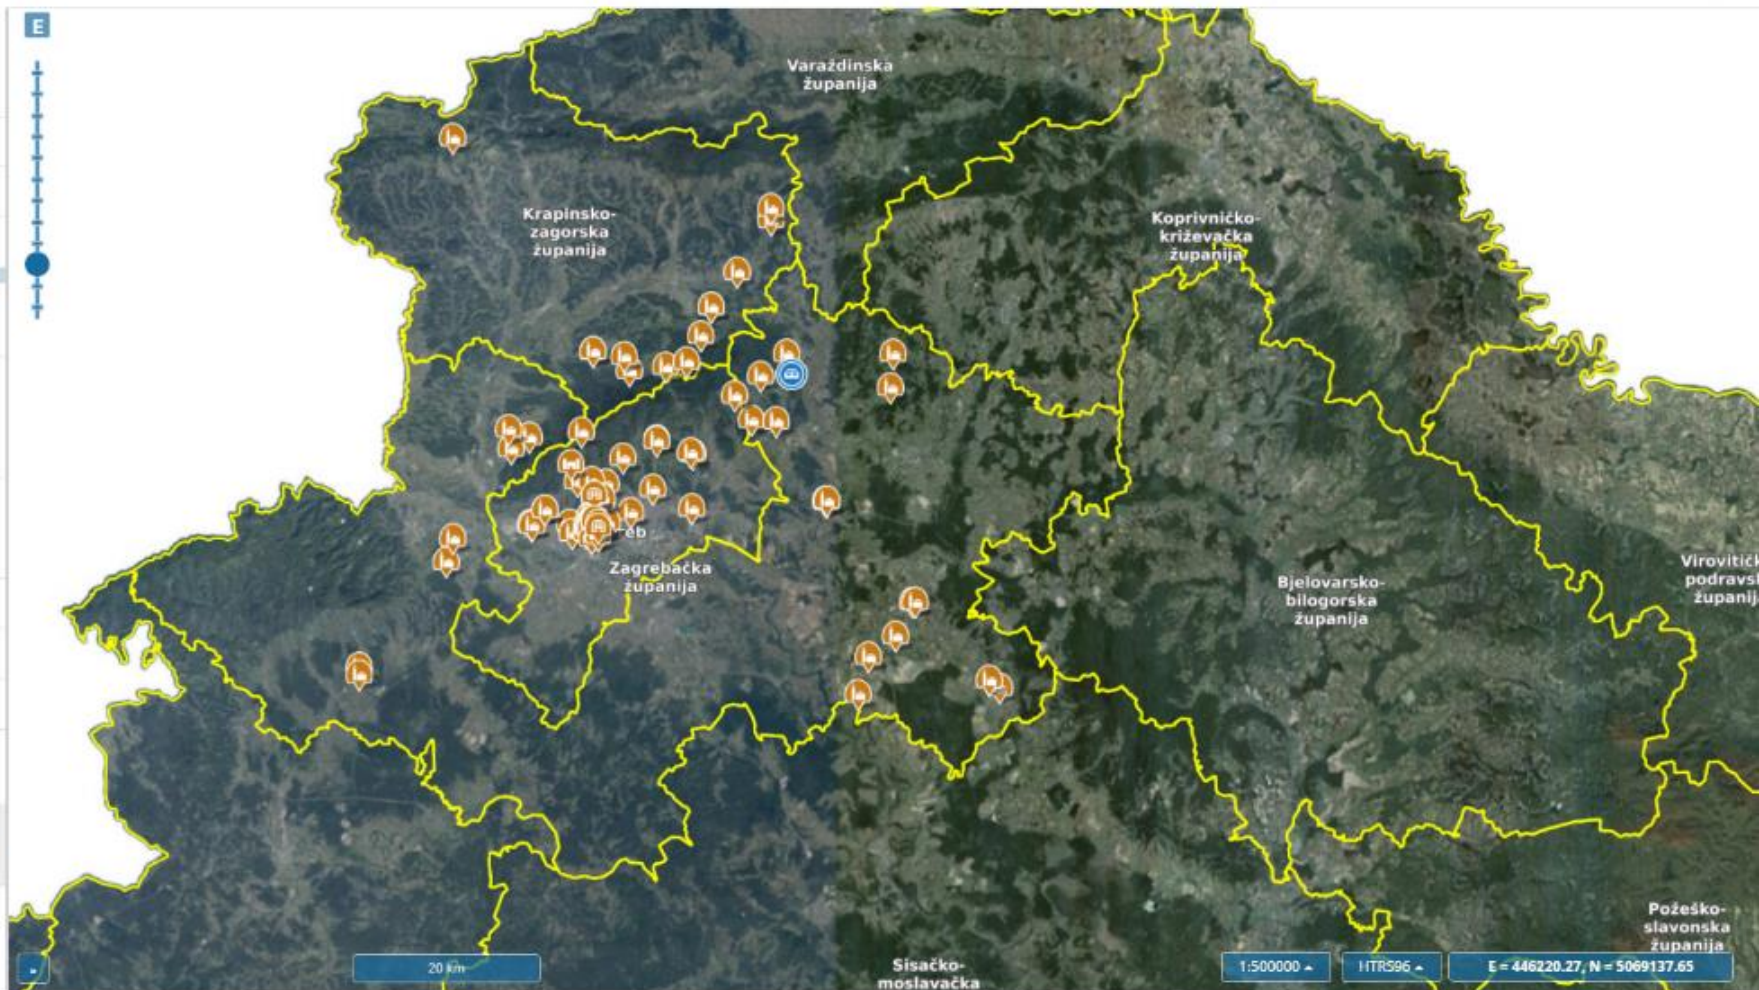 E
Varaždinska
županija
Krapinsko-
zagorska
županija
Koprivničko-
križevačka
županija
eb
Zagrebačka
županija
Bjelovarsko-
bilogorska
županija
Virovitičk
podravsk
županij
Požeško-
slavonska
županija
Sisačko-
moslavačka
20 km
1:500000
HTRS96
E = 446220.27, N = 5069137.65